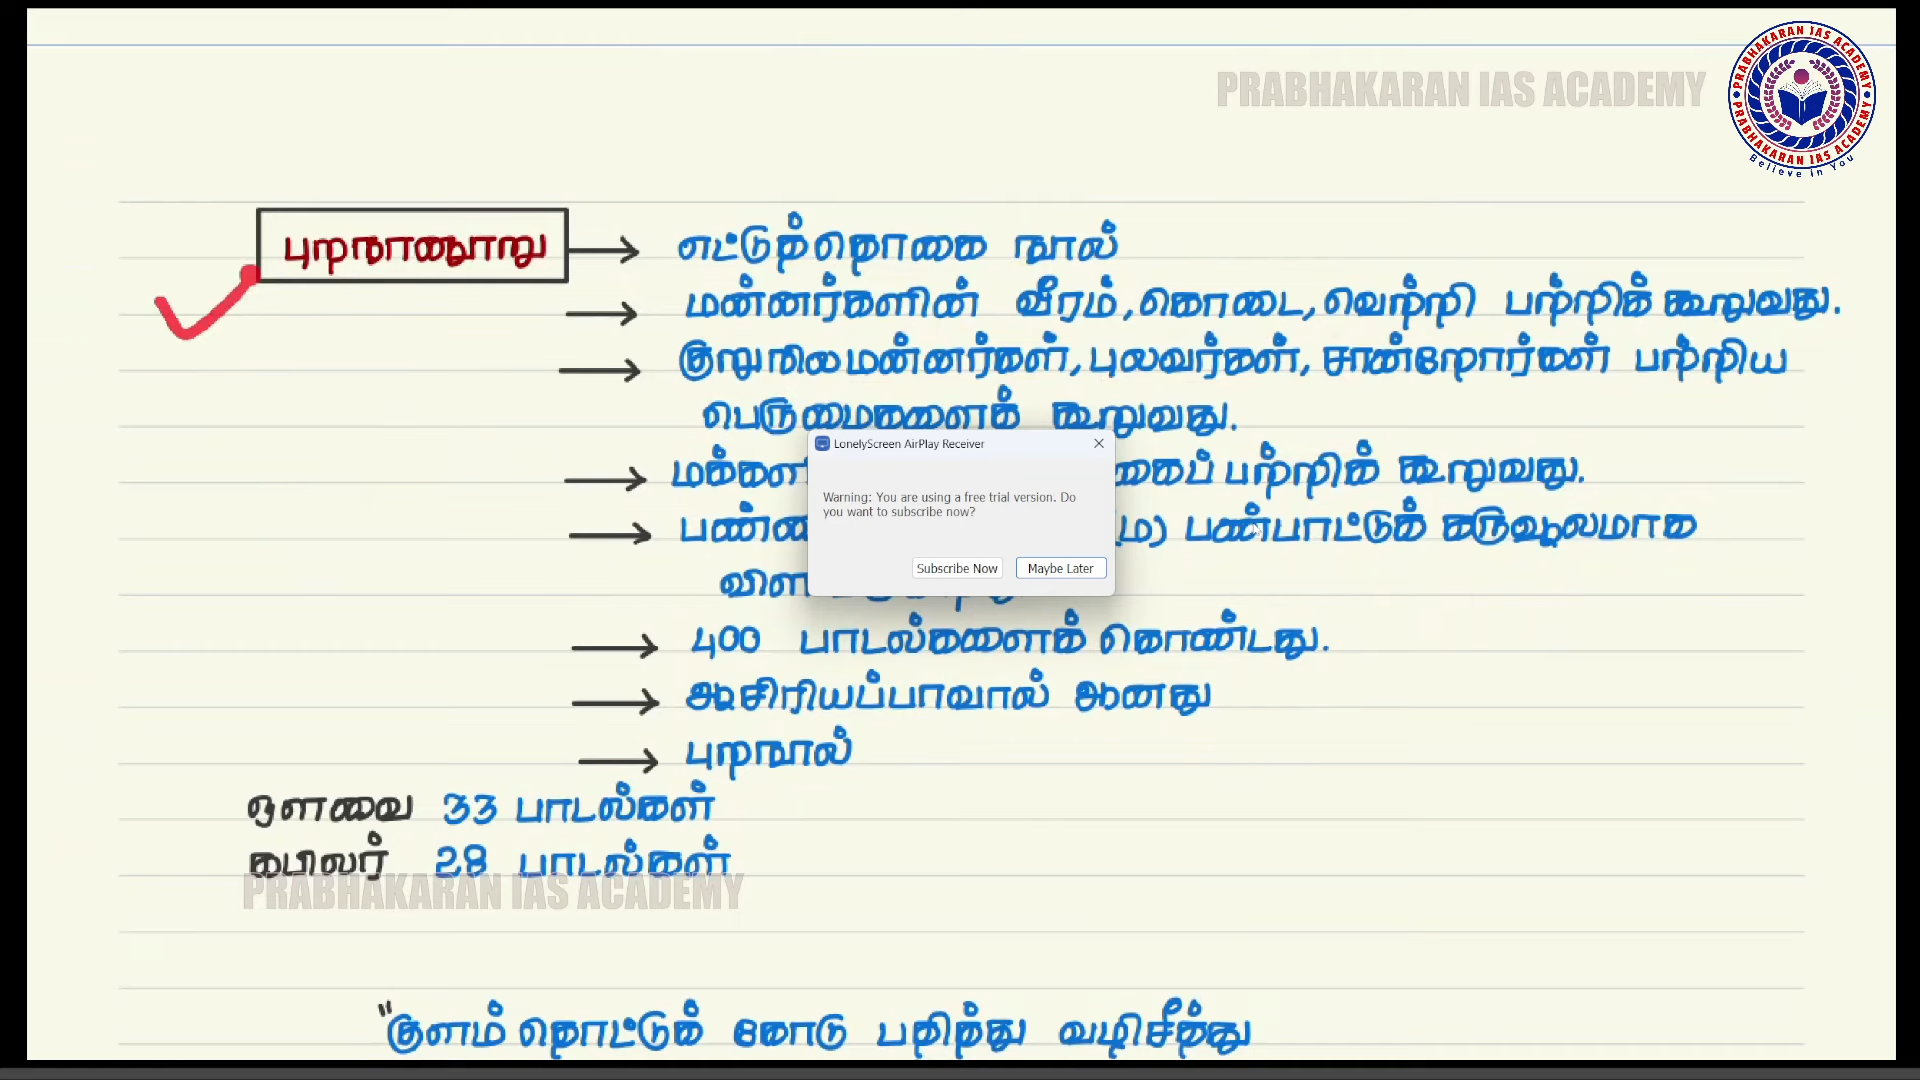 PRABHAKARAN IAS ACADEMY
PRABHAKARAN IAS ACADEMY
PRABHAKARAN IAS ACADEMY
Believe in You
புறநானூறு → எட்டுத்தொகை நூல்
→ மன்னர்களின் வீரம், கொடை, வெற்றி பற்றிக் கூறுவது.
→ குறுநில மன்னர்கள், புலவர்கள், சான்றோர்கள் பற்றிய
பெருமைகளைக் கூறுவது.
→ மக்களி கைப் பற்றிக் கூறுவது.
→ பண்டை (ம) பண்பாட்டுக் கருவூலமாக
விள
→ 400 பாடல்களைக் கொண்டது.
→ ஆசிரியப்பாவால் ஆனது
→ புறநூல்
ஔவை 33 பாடல்கள்
கபிலர் 28 பாடல்கள்
PRABHAKARAN IAS ACADEMY
"குளம் தொட்டுக் கோடு பதித்து வழிசீத்து
LonelyScreen AirPlay Receiver
Warning: You are using a free trial version. Do
you want to subscribe now?
Subscribe Now Maybe Later